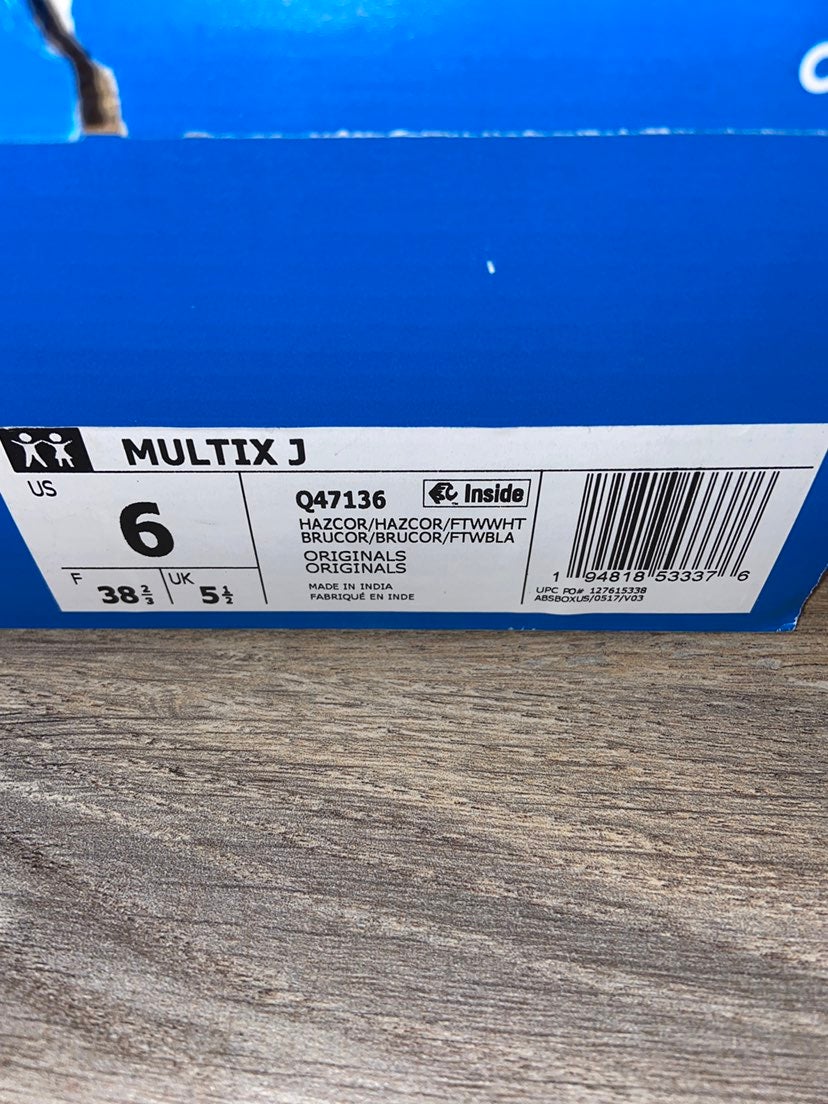 MULTIX J
US
6
F 38 2/3
UK 5 1/2
Q47136
Inside
HAZCOR/HAZCOR/FTWWHT
BRUCOR/BRUCOR/FTWBLA
ORIGINALS
ORIGINALS
MADE IN INDIA
FABRIQUÉ EN INDE
1 94818 53337 6
UPC PO# 127615338
ABSBOXUS/0517/V03